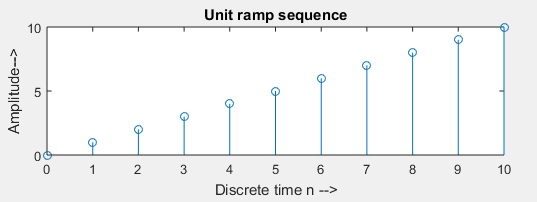 Unit ramp sequence
10
5
0
Amplitude-->
0 1 2 3 4 5 6 7 8 9 10
Discrete time n -->